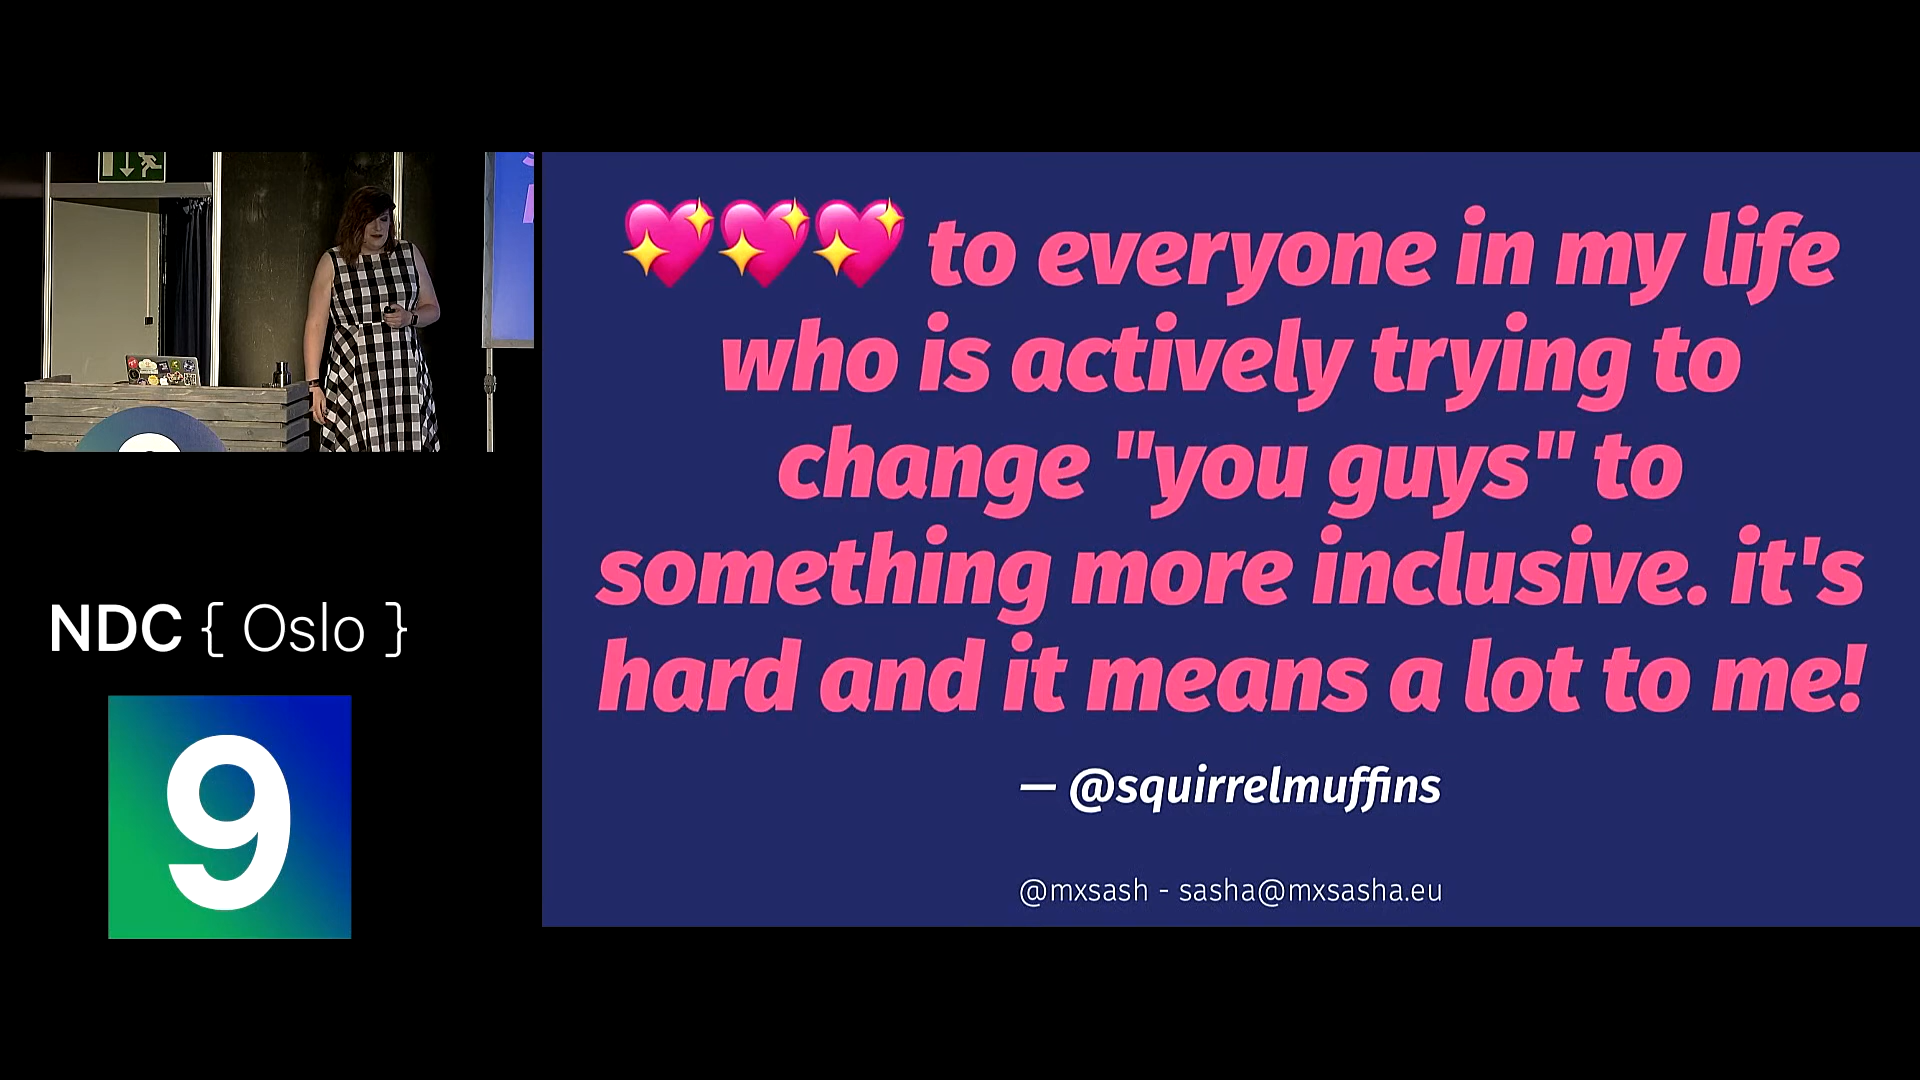 💖💖💖 to everyone in my life
who is actively trying to
change "you guys" to
something more inclusive. it's
hard and it means a lot to me!
— @squirrelmuffins
@mxsash - sasha@mxsasha.eu
NDC { Oslo }
9